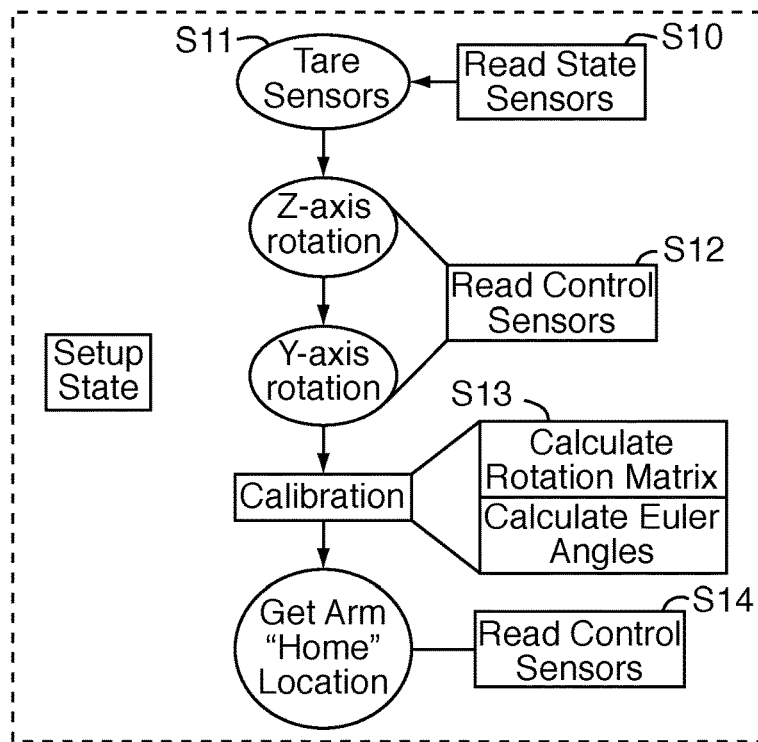 S11
Tare
Sensors
S10
Read State
Sensors
Z-axis
rotation
S12
Read Control
Sensors
Setup
State
Y-axis
rotation
S13
Calculate
Rotation Matrix
Calibration
Calculate Euler
Angles
Get Arm
“Home”
Location
S14
Read Control
Sensors